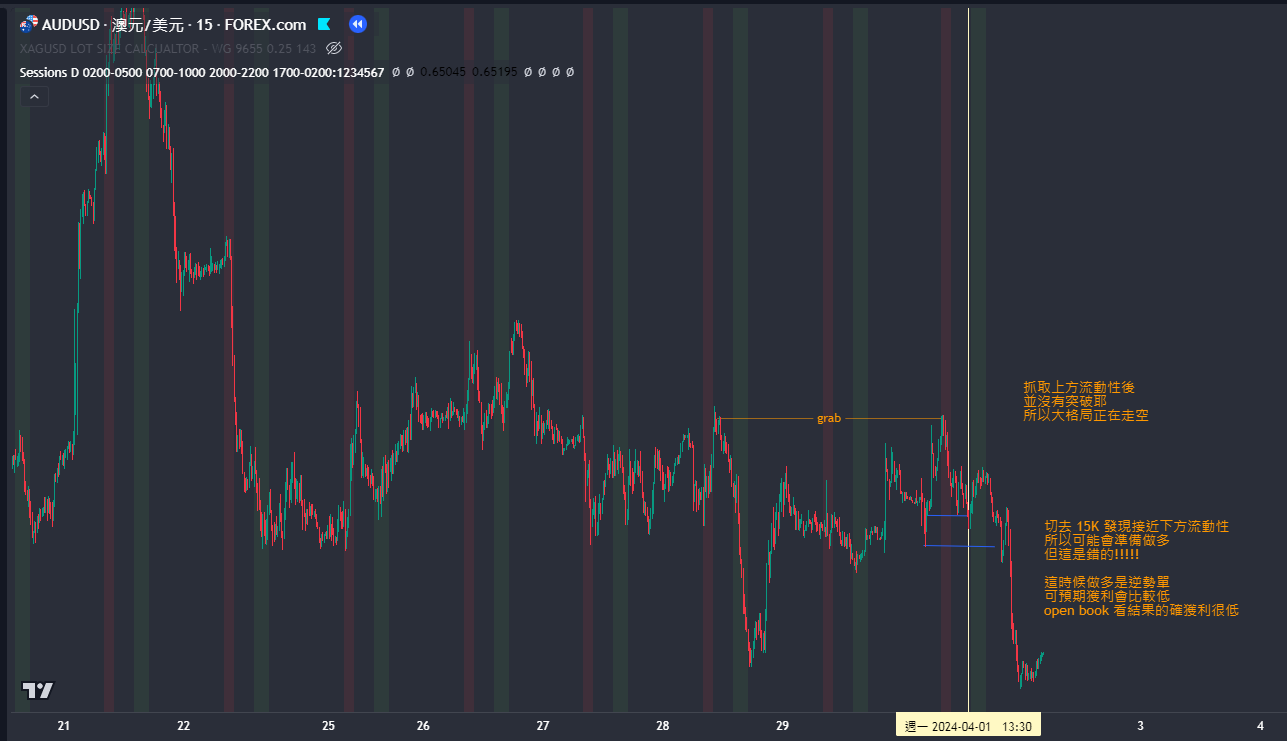 AUDUSD · 澳元/美元 · 15 · FOREX.com
XAGUSD LOT SIZE CALCUALTOR - WG 9655 0.25 143
Sessions D 0200-0500 0700-1000 2000-2200 1700-0200:1234567 Ø Ø 0.65045 0.65195 Ø Ø Ø Ø
抓取上方流動性後
並沒有突破耶
所以大格局正在走空
grab
切去 15K 發現接近下方流動性
所以可能會準備做多
但這是錯的!!!!!
這時候做多是逆勢單
可預期獲利會比較低
open book 看結果的確獲利很低
21 22 25 26 27 28 29 週一 2024-04-01 13:30 3 4